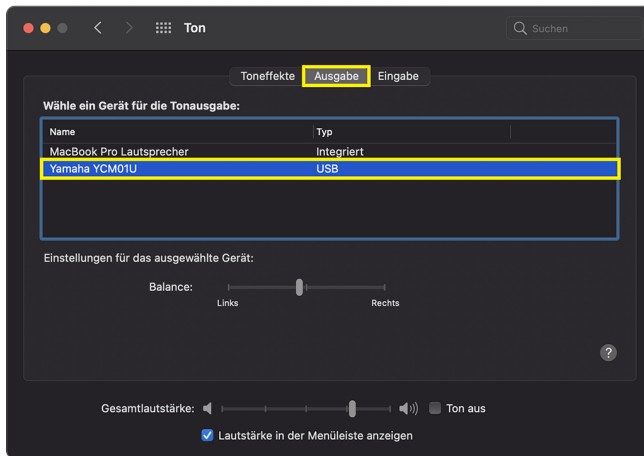 Ton
Suchen
Toneffekte Ausgabe Eingabe
Wähle ein Gerät für die Tonausgabe:
Name Typ
MacBook Pro Lautsprecher Integriert
Yamaha YCM01U USB
Einstellungen für das ausgewählte Gerät:
Balance:
Links Rechts
?
Gesamtlautstärke: Ton aus
Lautstärke in der Menüleiste anzeigen